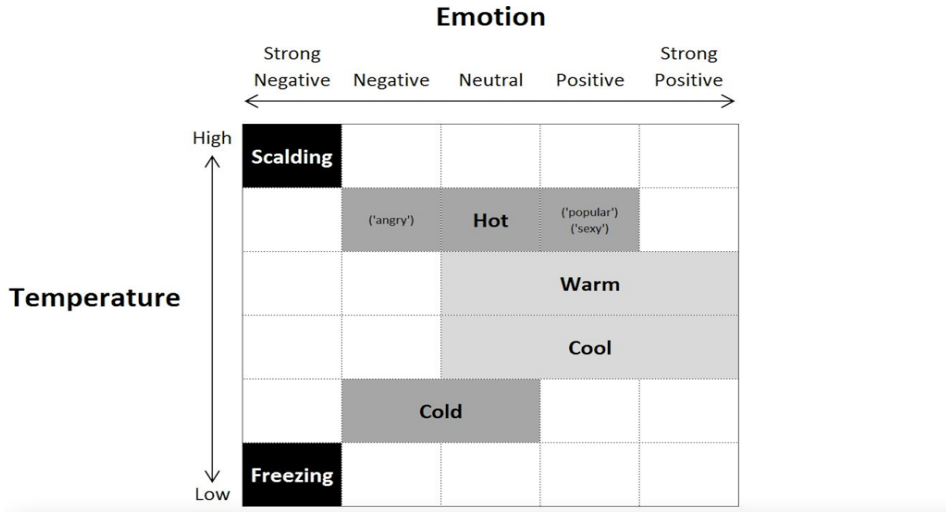 Emotion
Strong Negative
Negative
Neutral
Positive
Strong Positive
High
Scalding
('angry')
Hot
('popular')
('sexy')
Warm
Temperature
Cool
Cold
Freezing
Low